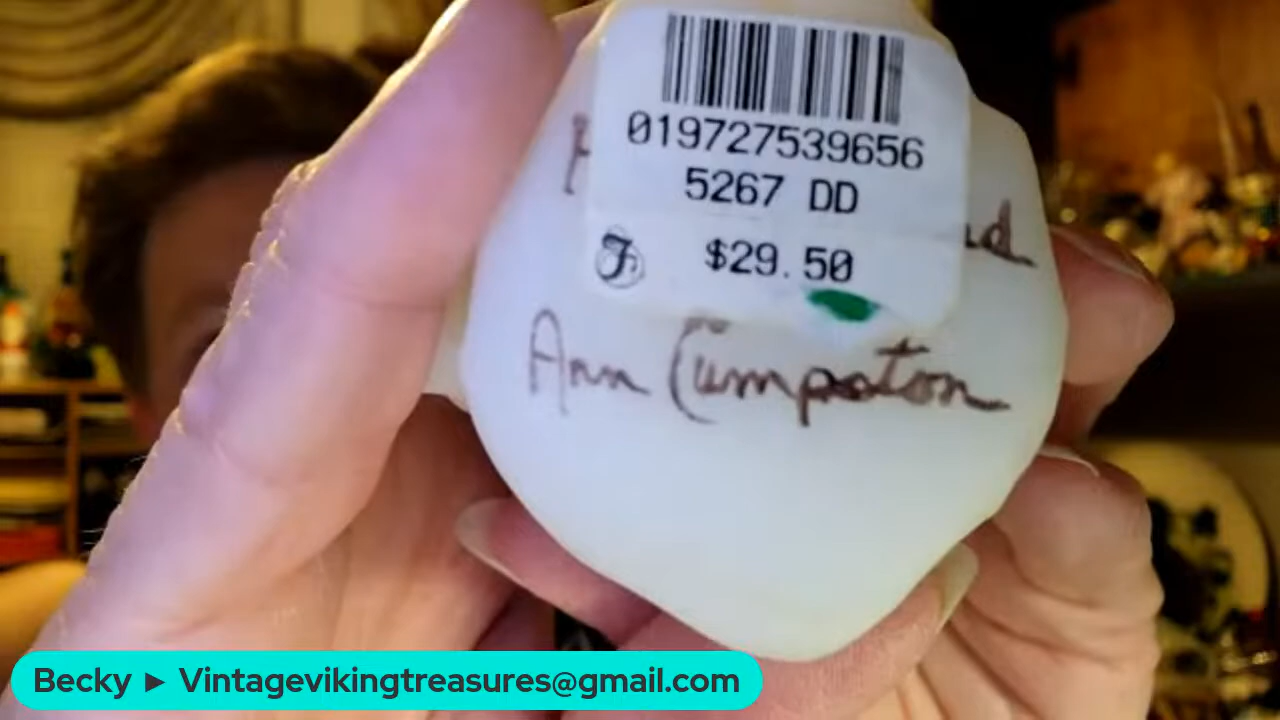 019727539656
5267 DD
F $29.50
Ann Cumpston
Becky ► Vintagevikingtreasures@gmail.com